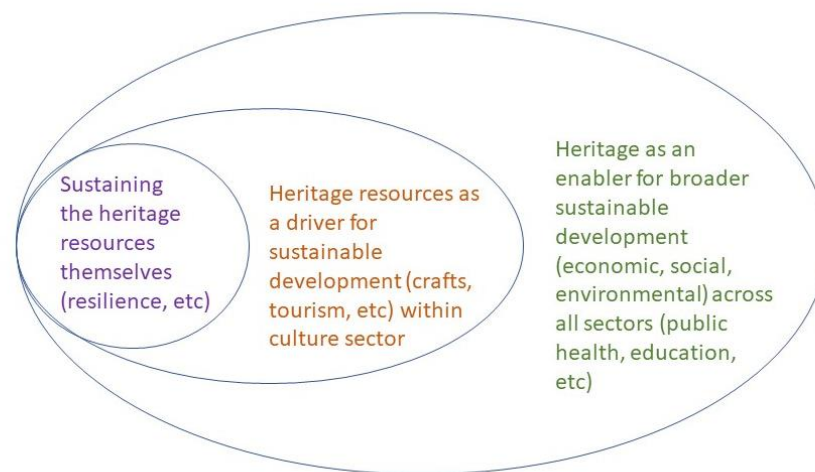 Sustaining
the heritage
resources
themselves
(resilience, etc)
Heritage resources as
a driver for
sustainable
development (crafts,
tourism, etc) within
culture sector
Heritage as an
enabler for broader
sustainable
development
(economic, social,
environmental) across
all sectors (public
health, education,
etc)